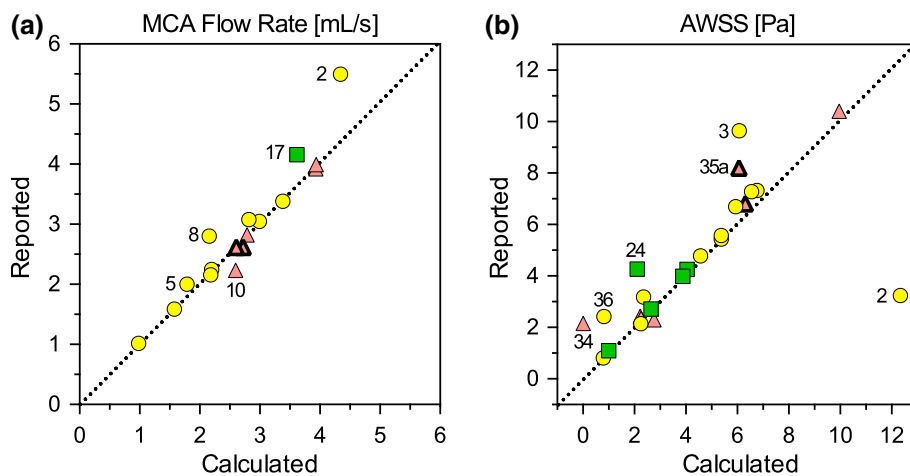 (a) MCA Flow Rate [mL/s]
6
5
4
3
2
1
0
Reported
2
17
8
5
10
0 1 2 3 4 5 6
Calculated
(b) AWSS [Pa]
12
10
8
6
4
2
0
Reported
3
35a
24
36
34
2
0 2 4 6 8 10 12
Calculated